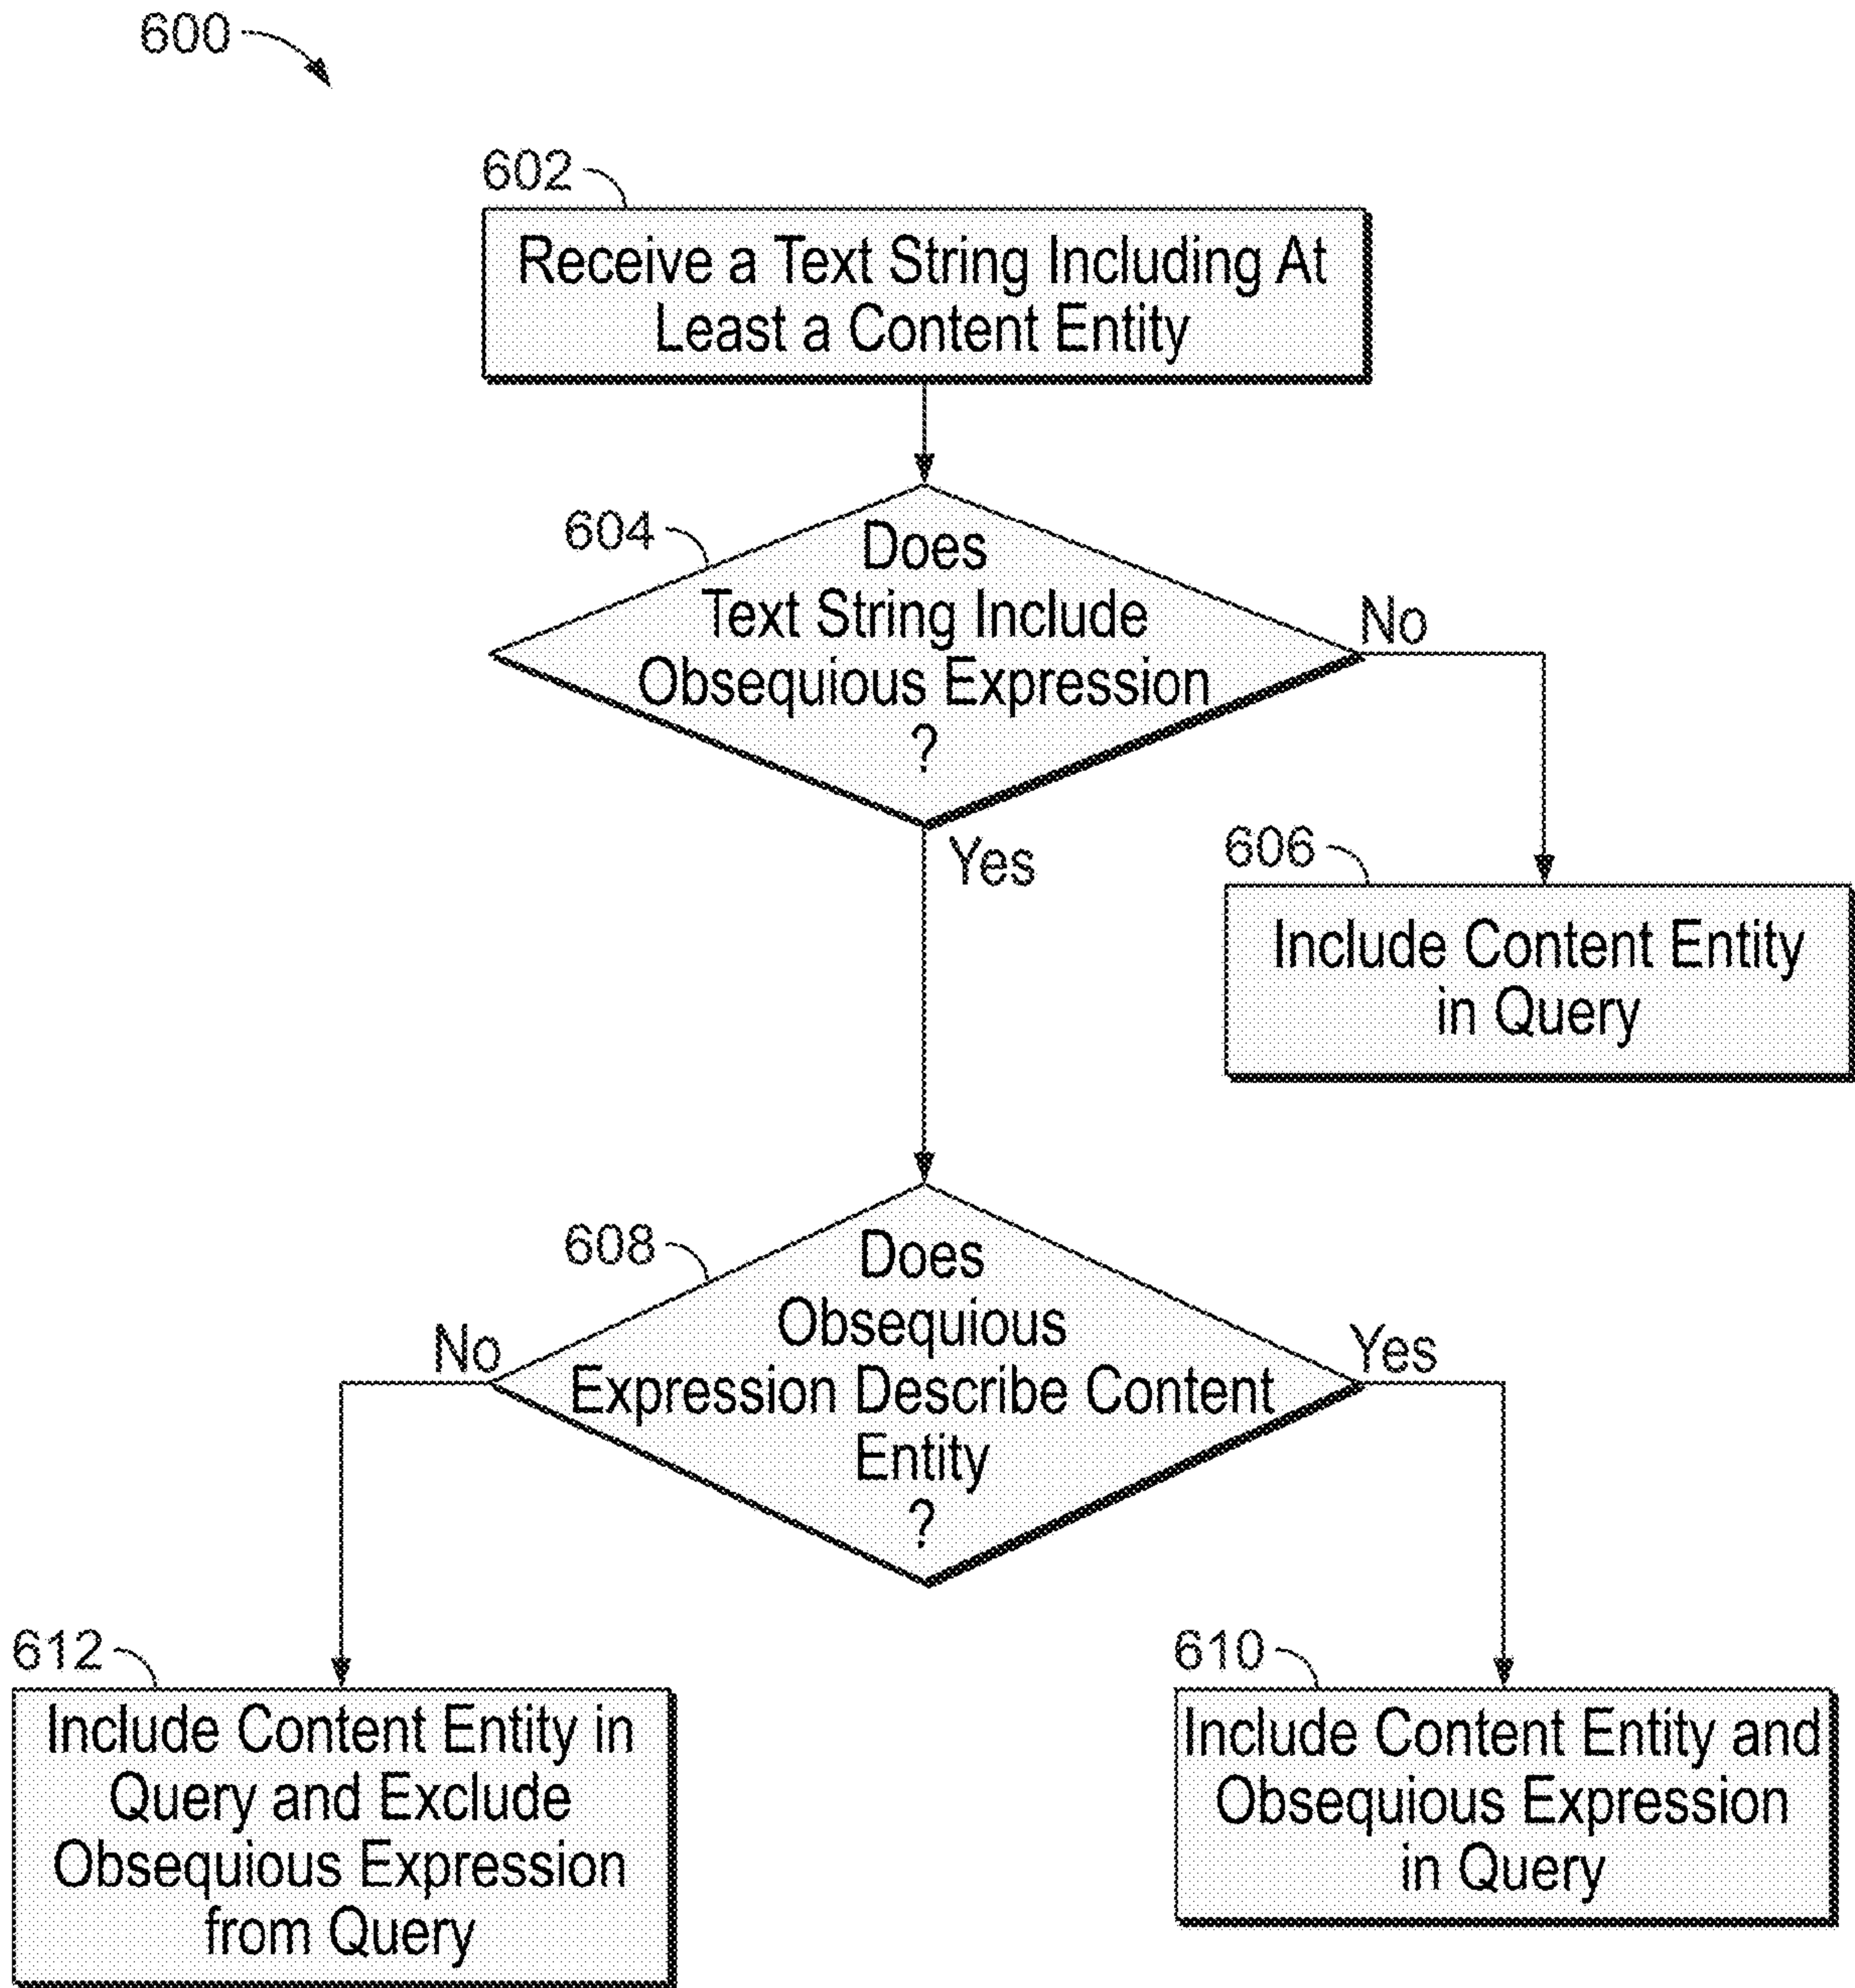 600
602
Receive a Text String Including At
Least a Content Entity
604
Does
Text String Include
Obsequious Expression
?
No
Yes
606
Include Content Entity
in Query
608
Does
Obsequious
Expression Describe Content
Entity
?
No
Yes
612
Include Content Entity in
Query and Exclude
Obsequious Expression
from Query
610
Include Content Entity and
Obsequious Expression
in Query